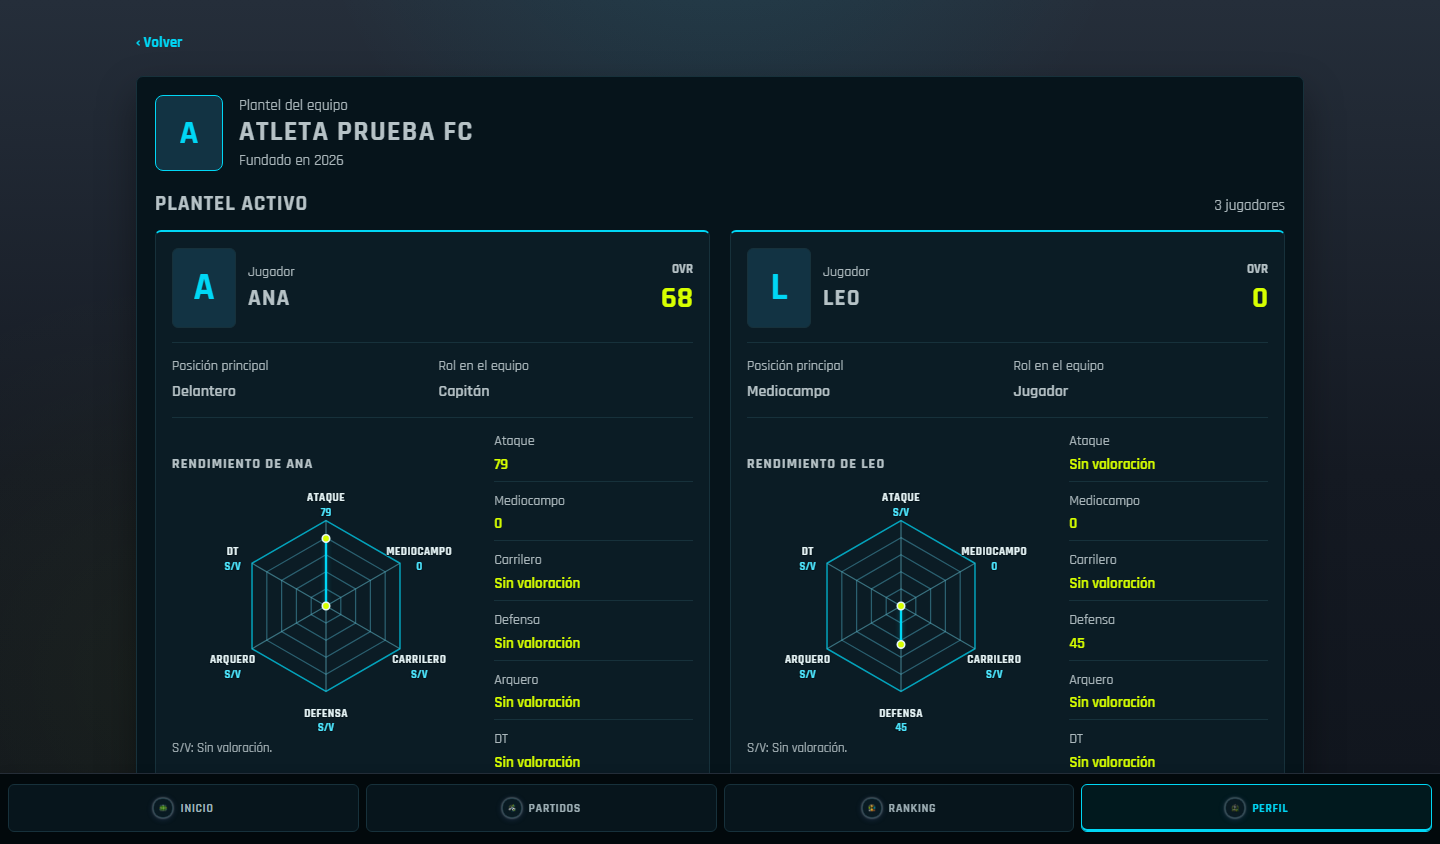 ‹ Volver
A
Plantel del equipo
ATLETA PRUEBA FC
Fundado en 2026
PLANTEL ACTIVO
3 jugadores
A
Jugador
ANA
OVR
68
Posición principal
Delantero
Rol en el equipo
Capitán
RENDIMIENTO DE ANA
ATAQUE
79
DT
S/V
MEDIOCAMPO
0
ARQUERO
S/V
CARRILERO
S/V
DEFENSA
S/V
S/V: Sin valoración.
Ataque
79
Mediocampo
0
Carrilero
Sin valoración
Defensa
Sin valoración
Arquero
Sin valoración
DT
Sin valoración
L
Jugador
LEO
OVR
0
Posición principal
Mediocampo
Rol en el equipo
Jugador
RENDIMIENTO DE LEO
ATAQUE
S/V
DT
S/V
MEDIOCAMPO
0
ARQUERO
S/V
CARRILERO
S/V
DEFENSA
45
S/V: Sin valoración.
Ataque
Sin valoración
Mediocampo
0
Carrilero
Sin valoración
Defensa
45
Arquero
Sin valoración
DT
Sin valoración
INICIO
PARTIDOS
RANKING
PERFIL